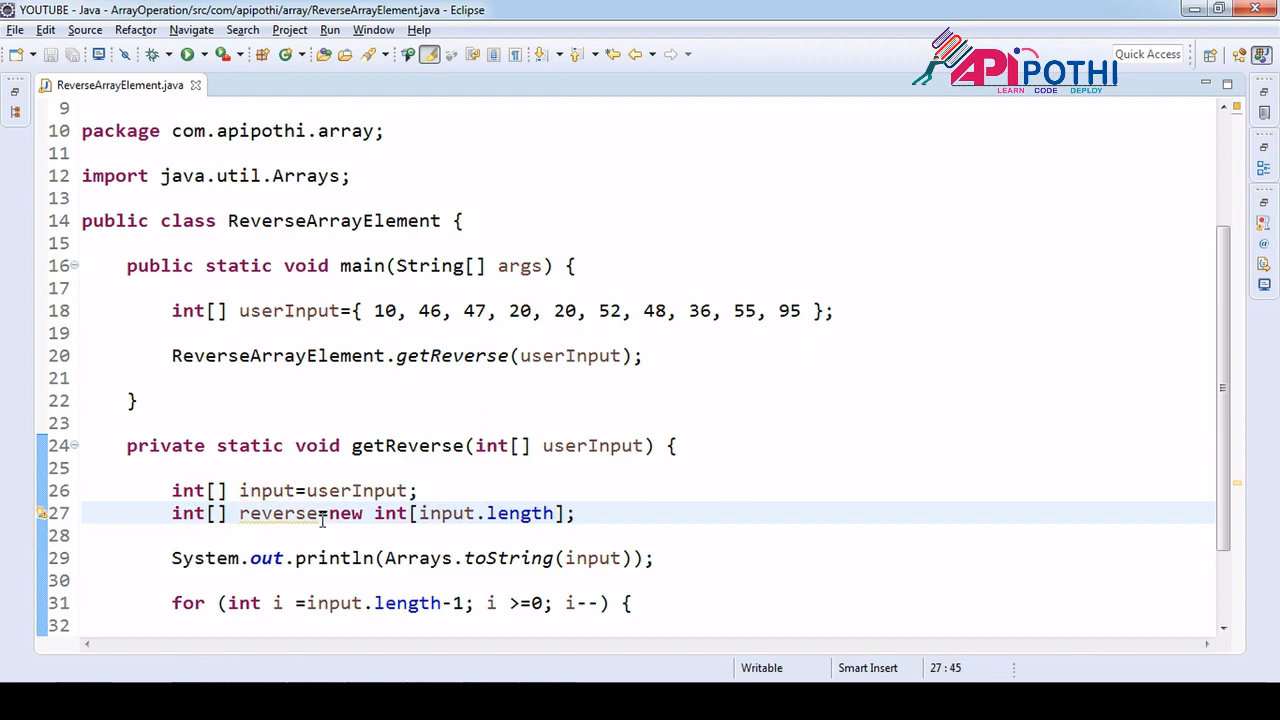 YOUTUBE - Java - ArrayOperation/src/com/apipothi/array/ReverseArrayElement.java - Eclipse
File Edit Source Refactor Navigate Search Project Run Window Help
Quick Access
APIPOTHI
LEARN CODE DEPLOY
ReverseArrayElement.java
9
10 package com.apipothi.array;
11
12 import java.util.Arrays;
13
14 public class ReverseArrayElement {
15
16 public static void main(String[] args) {
17
18 int[] userInput={ 10, 46, 47, 20, 20, 52, 48, 36, 55, 95 };
19
20 ReverseArrayElement.getReverse(userInput);
21
22 }
23
24 private static void getReverse(int[] userInput) {
25
26 int[] input=userInput;
27 int[] reverse=new int[input.length];
28
29 System.out.println(Arrays.toString(input));
30
31 for (int i =input.length-1; i >=0; i--) {
32
Writable Smart Insert 27 : 45